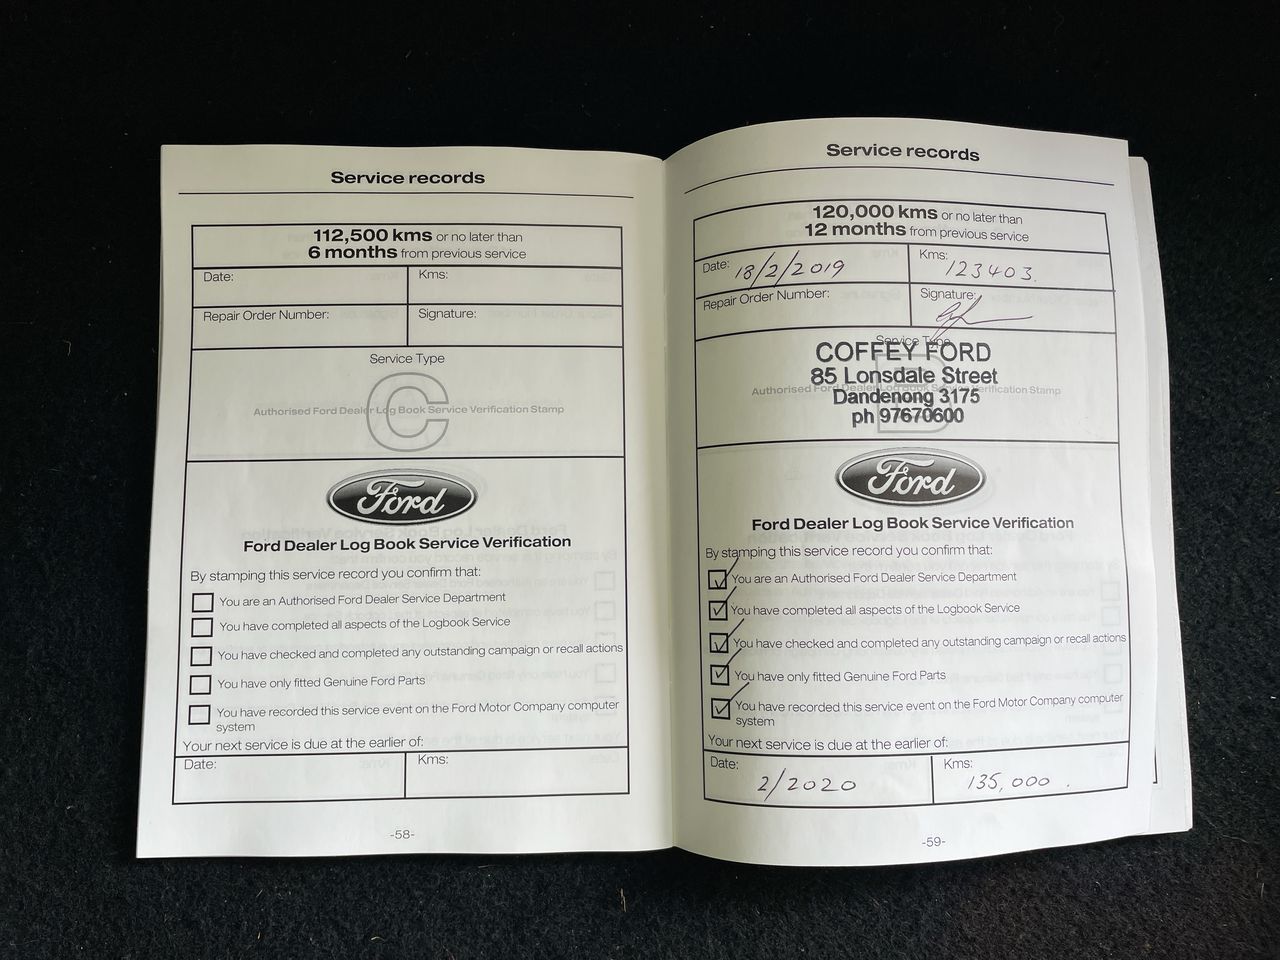 Service records
112,500 kms or no later than
6 months from previous service
Date:
Kms:
Repair Order Number:
Signature:
Service Type
C
Authorised Ford Dealer Log Book Service Verification Stamp
Ford
Ford Dealer Log Book Service Verification
By stamping this service record you confirm that:
You are an Authorised Ford Dealer Service Department
You have completed all aspects of the Logbook Service
You have checked and completed any outstanding campaign or recall actions
You have only fitted Genuine Ford Parts
You have recorded this service event on the Ford Motor Company computer
system
Your next service is due at the earlier of:
Date:
Kms:
-58-
Service records
120,000 kms or no later than
12 months from previous service
Date: 18/2/2019
Kms: 123403.
Repair Order Number:
Signature:
Service Type
COFFEY FORD
85 Lonsdale Street
Authorised Ford Dealer Log Book Service Verification Stamp
Dandenong 3175
ph 97670600
Ford
Ford Dealer Log Book Service Verification
By stamping this service record you confirm that:
You are an Authorised Ford Dealer Service Department
You have completed all aspects of the Logbook Service
You have checked and completed any outstanding campaign or recall actions
You have only fitted Genuine Ford Parts
You have recorded this service event on the Ford Motor Company computer
system
Your next service is due at the earlier of:
Date: 2/2020
Kms: 135,000.
-59-